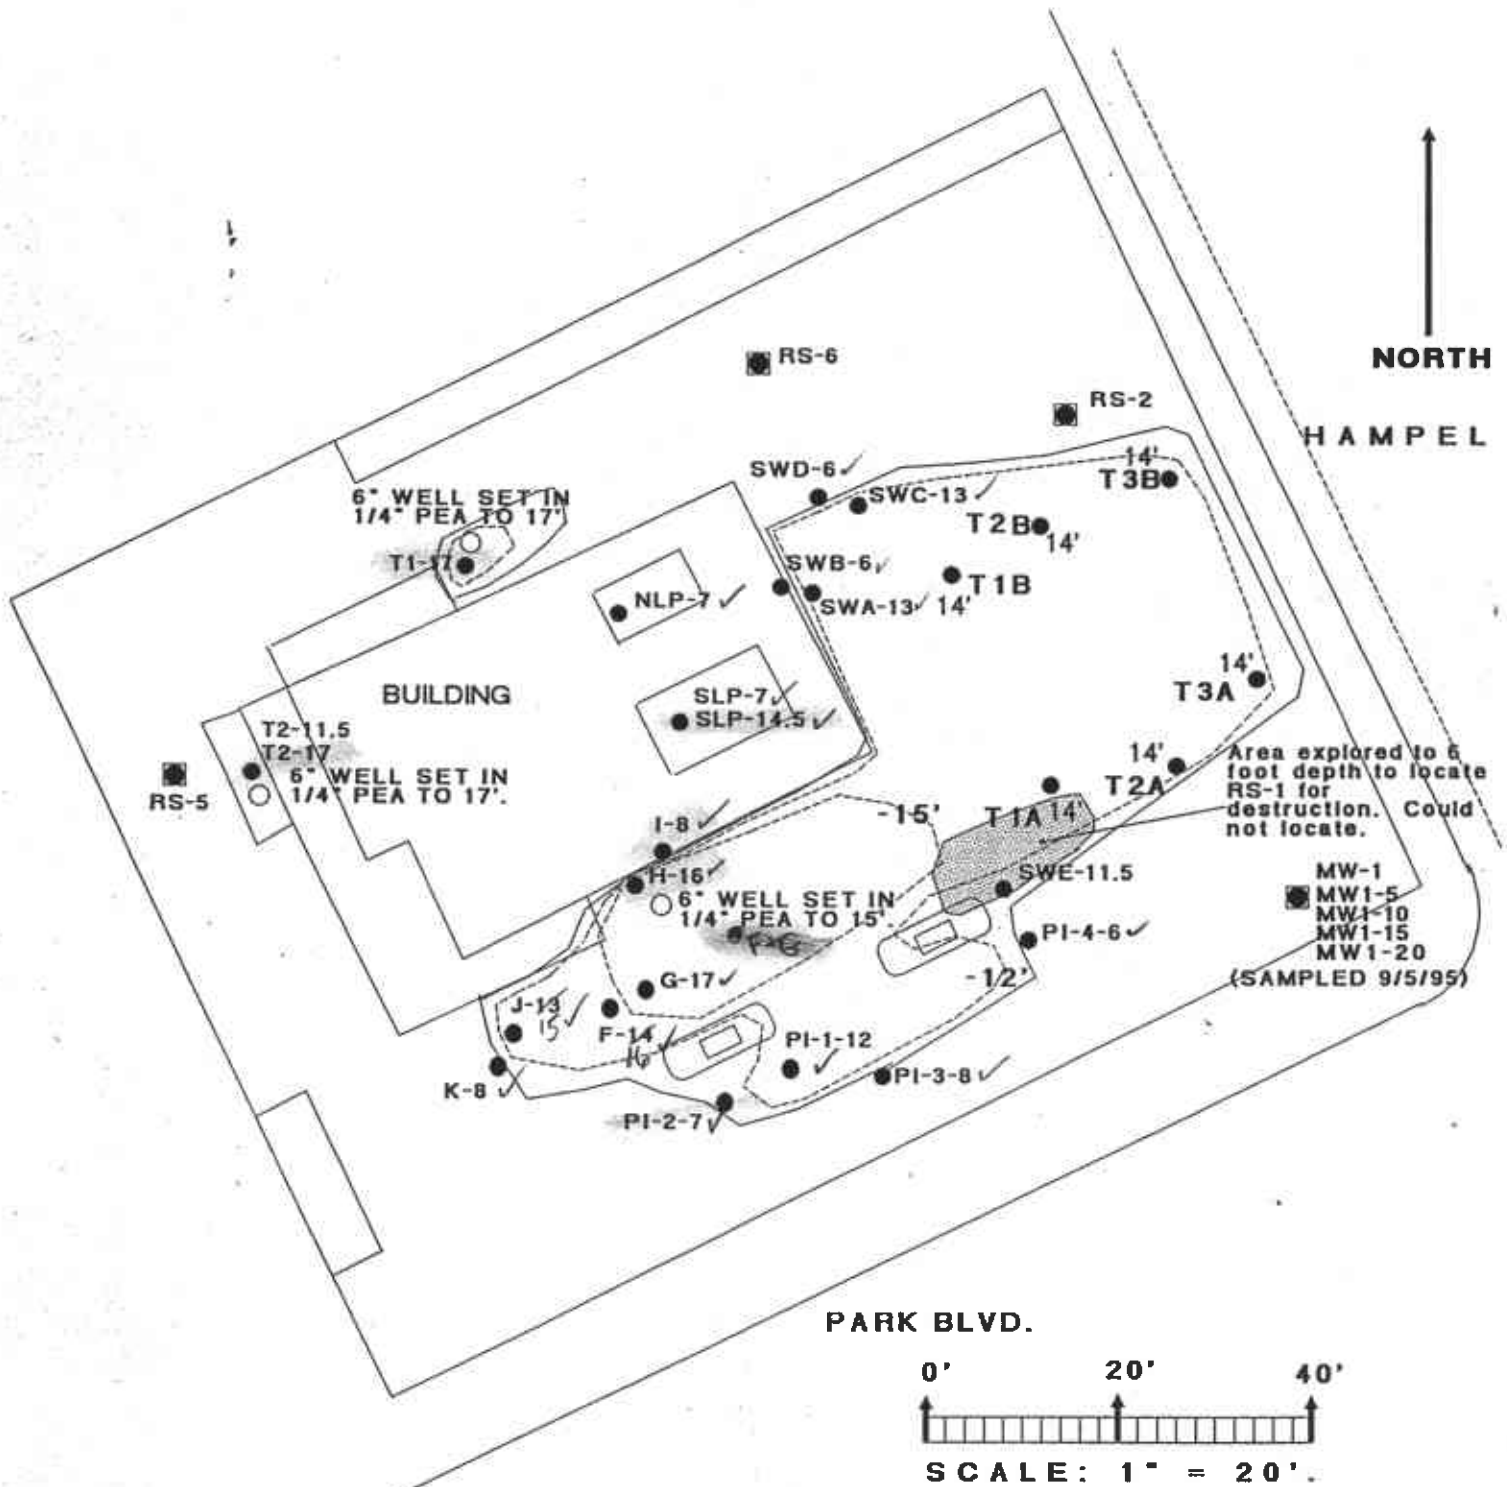 NORTH
HAMPEL
RS-6
RS-2
14'
T3B
SWD-6 ✓
SWC-13 ✓
T2B
14'
6" WELL SET IN
1/4" PEA TO 17'
T1-17
SWB-6 ✓
T1B
SWA-13 ✓ 14'
NLP-7 ✓
14'
T3A
BUILDING
SLP-7 ✓
SLP-14.5 ✓
T2-11.5
T2-17
6" WELL SET IN
1/4" PEA TO 17'.
RS-5
14'
T2A
Area explored to 6
foot depth to locate
RS-1 for
destruction. Could
not locate.
-15'
T1A 14'
I-8 ✓
H-16 ✓
6" WELL SET IN
1/4" PEA TO 15'.
SWE-11.5
MW-1
MW1-5
MW1-10
MW1-15
MW1-20
(SAMPLED 9/5/95)
PI-4-6 ✓
G-17 ✓
-12'
J-13
15 ✓
F-14
16 ✓
PI-1-12
✓
PI-3-8 ✓
K-8 ✓
PI-2-7 ✓
PARK BLVD.
0' 20' 40'
SCALE: 1" = 20'.